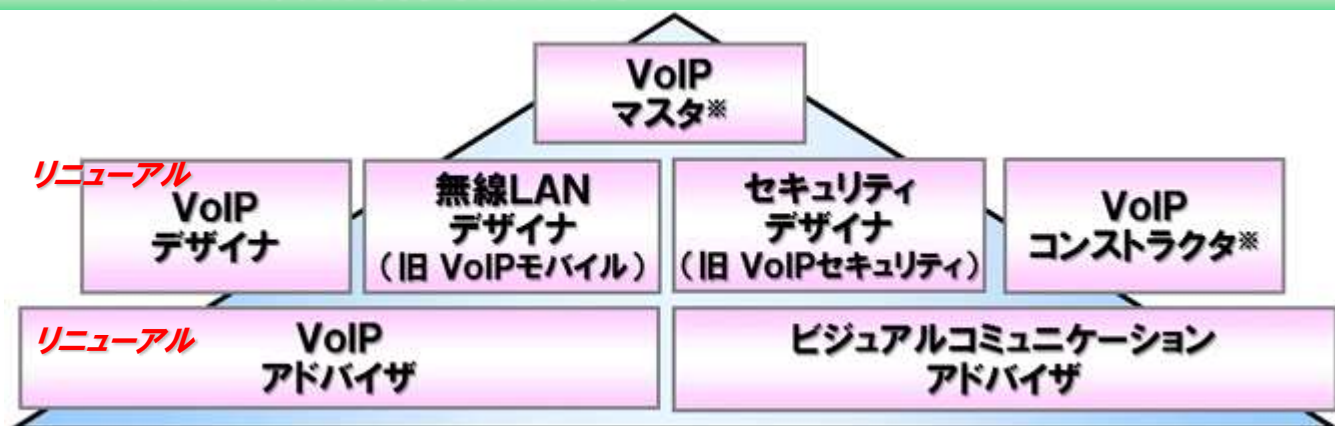 VoIP
マスタ※
リニューアル
VoIP
デザイナ
無線LAN
デザイナ
（旧 VoIPモバイル）
セキュリティ
デザイナ
（旧 VoIPセキュリティ）
VoIP
コンストラクタ※
リニューアル
VoIP
アドバイザ
ビジュアルコミュニケーション
アドバイザ